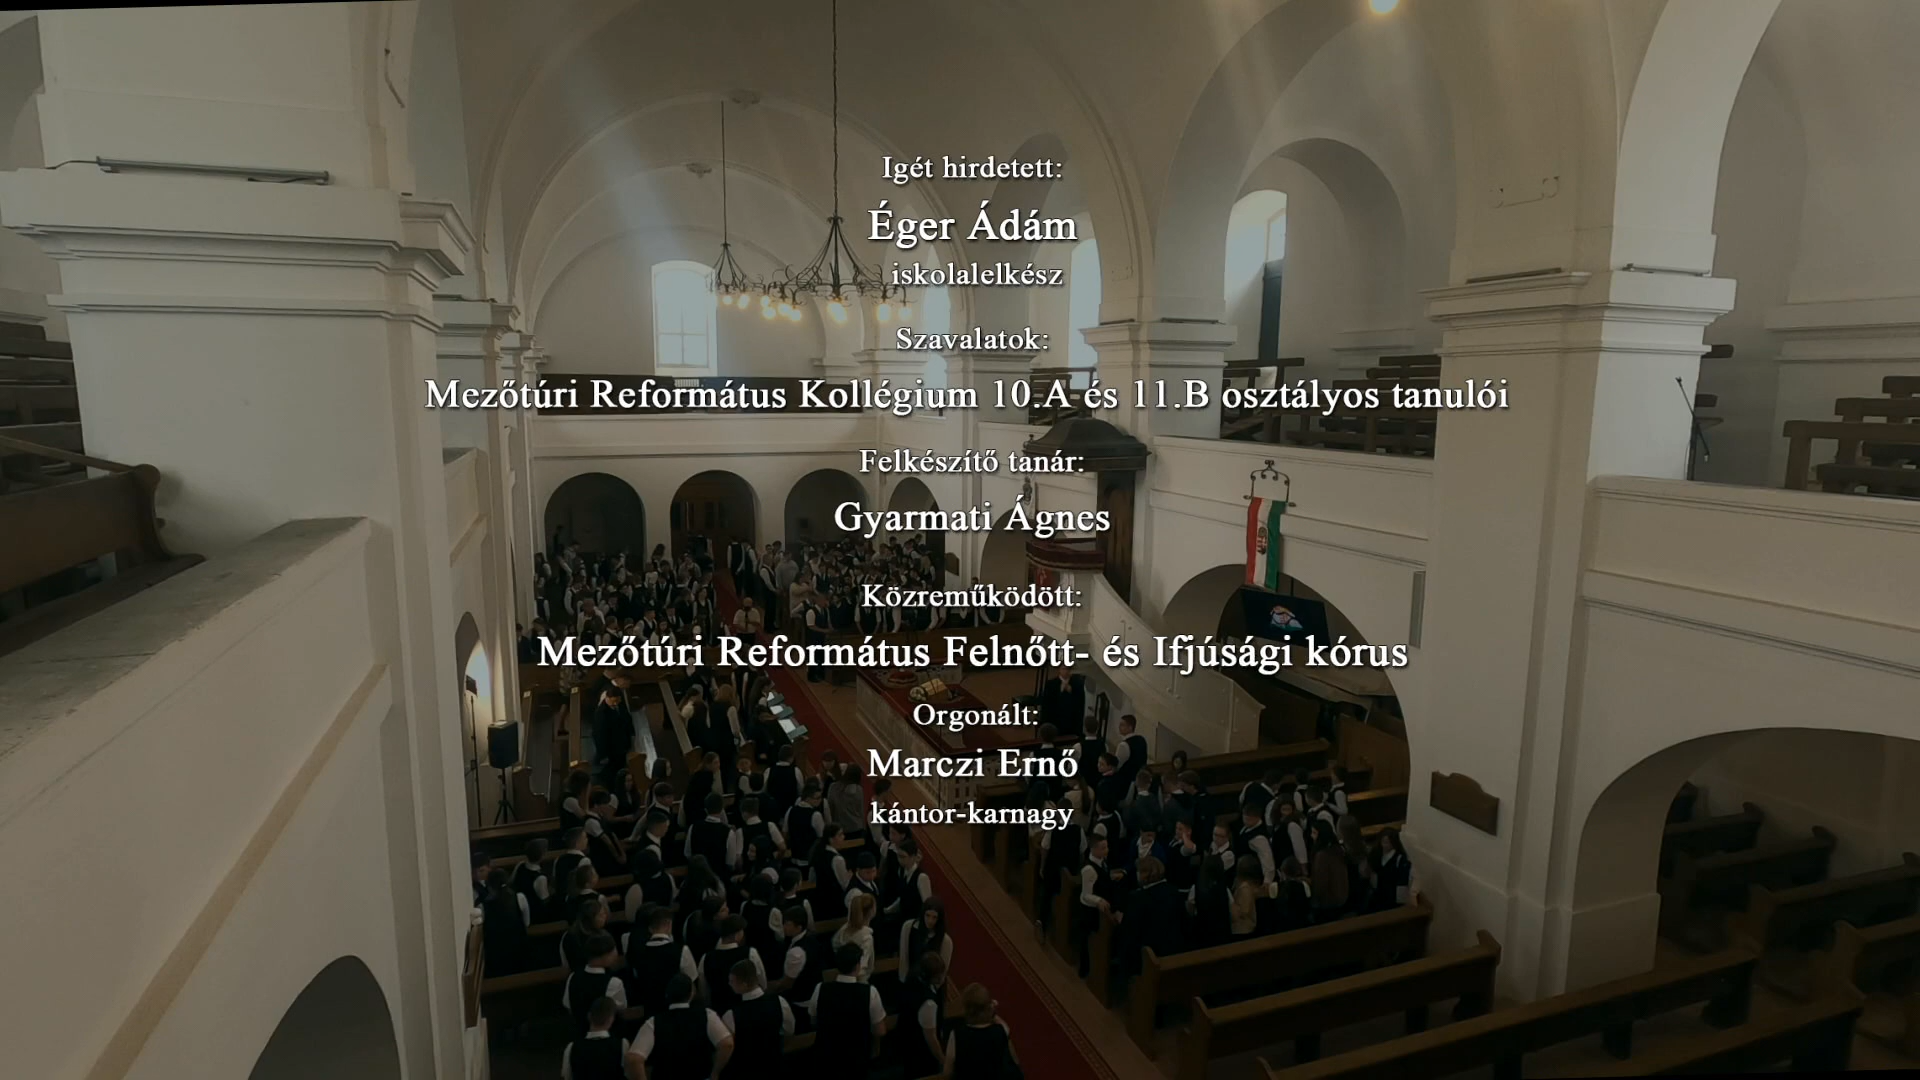 Igét hirdetett:
Éger Ádám
iskolalelkész
Szavalatok:
Mezőtúri Református Kollégium 10.A és 11.B osztályos tanulói
Felkészítő tanár:
Gyarmati Ágnes
Közreműködött:
Mezőtúri Református Felnőtt- és Ifjúsági kórus
Orgonált:
Marczi Ernő
kántor-karnagy